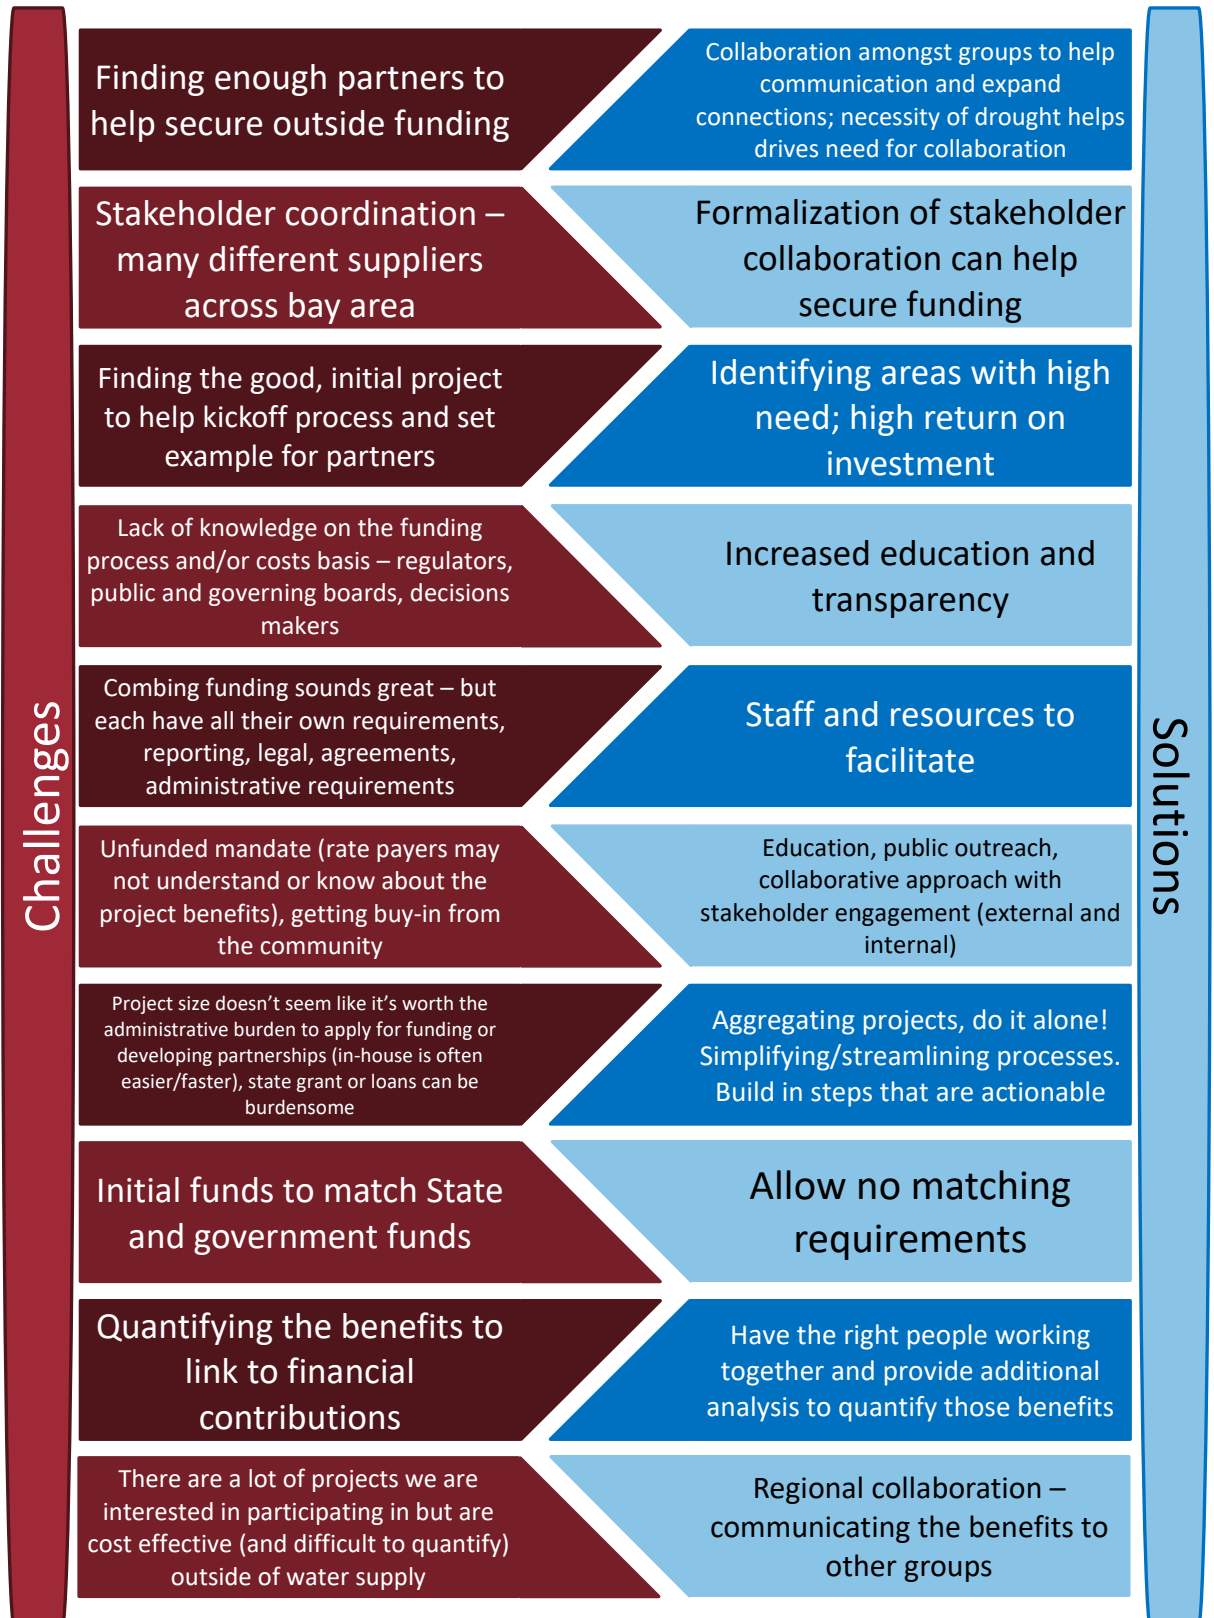 Challenges
Finding enough partners to
help secure outside funding
Collaboration amongst groups to help
communication and expand
connections; necessity of drought helps
drives need for collaboration
Stakeholder coordination –
many different suppliers
across bay area
Formalization of stakeholder
collaboration can help
secure funding
Finding the good, initial project
to help kickoff process and set
example for partners
Identifying areas with high
need; high return on
investment
Lack of knowledge on the funding
process and/or costs basis – regulators,
public and governing boards, decisions
makers
Increased education and
transparency
Combing funding sounds great – but
each have all their own requirements,
reporting, legal, agreements,
administrative requirements
Staff and resources to
facilitate
Unfunded mandate (rate payers may
not understand or know about the
project benefits), getting buy-in from
the community
Education, public outreach,
collaborative approach with
stakeholder engagement (external and
internal)
Project size doesn’t seem like it’s worth the
administrative burden to apply for funding or
developing partnerships (in-house is often
easier/faster), state grant or loans can be
burdensome
Aggregating projects, do it alone!
Simplifying/streamlining processes.
Build in steps that are actionable
Initial funds to match State
and government funds
Allow no matching
requirements
Quantifying the benefits to
link to financial
contributions
Have the right people working
together and provide additional
analysis to quantify those benefits
There are a lot of projects we are
interested in participating in but are
cost effective (and difficult to quantify)
outside of water supply
Regional collaboration –
communicating the benefits to
other groups
Solutions